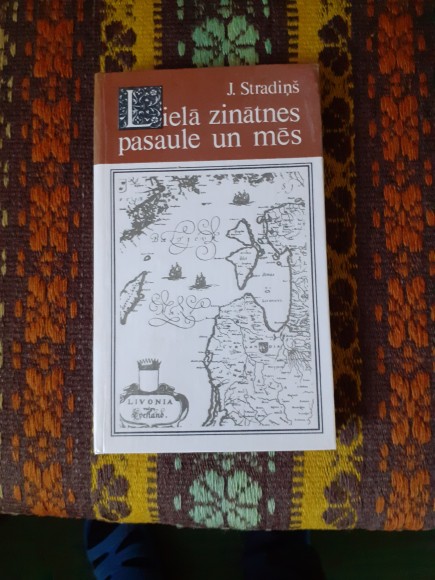 J. Stradiņš
Lielā zinātnes
pasaule un mēs
LIVONIA